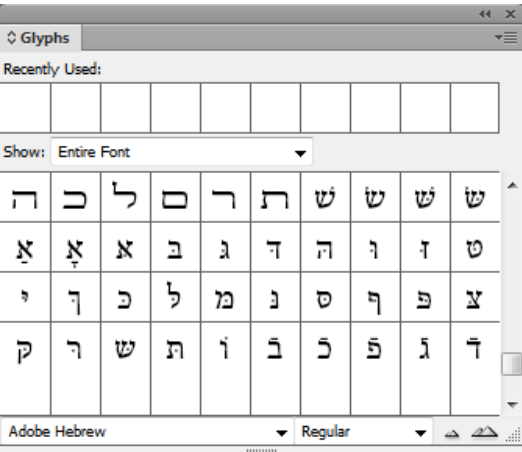 Glyphs
Recently Used:
Show: Entire Font
ﬣ ﬤ ﬥ ﬦ ﬧ ﬨ שׁ שׂ שּׁ שּׂ
אַ אָ אּ בּ גּ דּ הּ וּ זּ טּ
יּ ךּ כּ לּ מּ נּ סּ ףּ פּ צּ
קּ רּ שּ תּ וֹ בֿ כֿ פֿ גֿ דֿ
Adobe Hebrew Regular